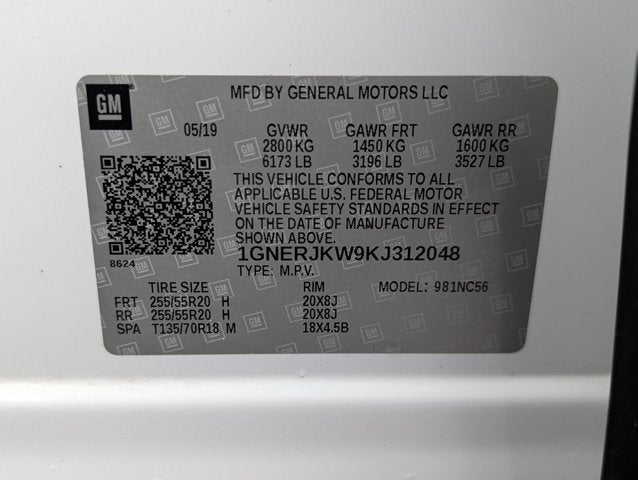 GM
MFD BY GENERAL MOTORS LLC
05/19 GVWR GAWR FRT GAWR RR
2800 KG 1450 KG 1600 KG
6173 LB 3196 LB 3527 LB
THIS VEHICLE CONFORMS TO ALL
APPLICABLE U.S. FEDERAL MOTOR
VEHICLE SAFETY STANDARDS IN EFFECT
ON THE DATE OF MANUFACTURE
SHOWN ABOVE.
1GNERJKW9KJ312048
8624
TYPE: M.P.V.
TIRE SIZE RIM MODEL: 981NC56
FRT 255/55R20 H 20X8J
RR 255/55R20 H 20X8J
SPA T135/70R18 M 18X4.5B